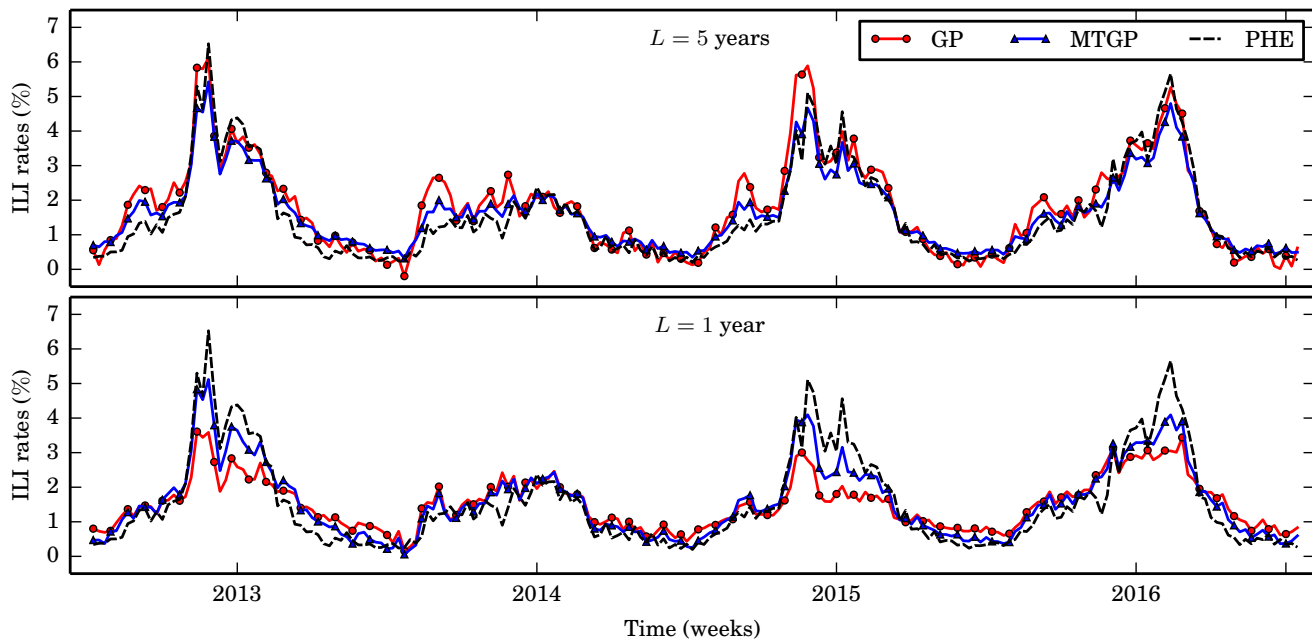 L = 5 years
GP
MTGP
PHE
ILI rates (%)
7
6
5
4
3
2
1
0
L = 1 year
ILI rates (%)
7
6
5
4
3
2
1
0
2013
2014
2015
2016
Time (weeks)